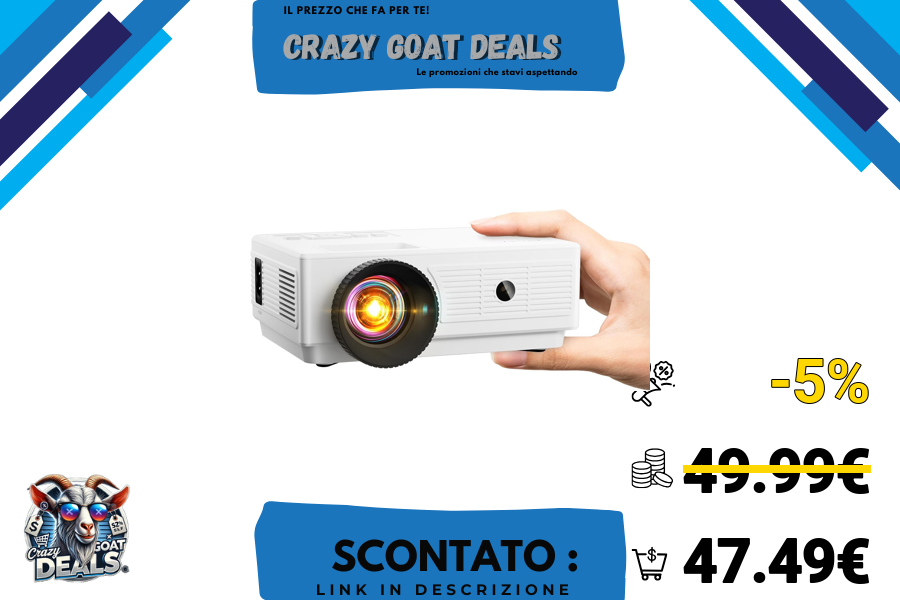 IL PREZZO CHE FA PER TE!
CRAZY GOAT DEALS
Le promozioni che stavi aspettando
-5%
49.99€
47.49€
SCONTATO :
LINK IN DESCRIZIONE
Crazy
GOAT
DEALS